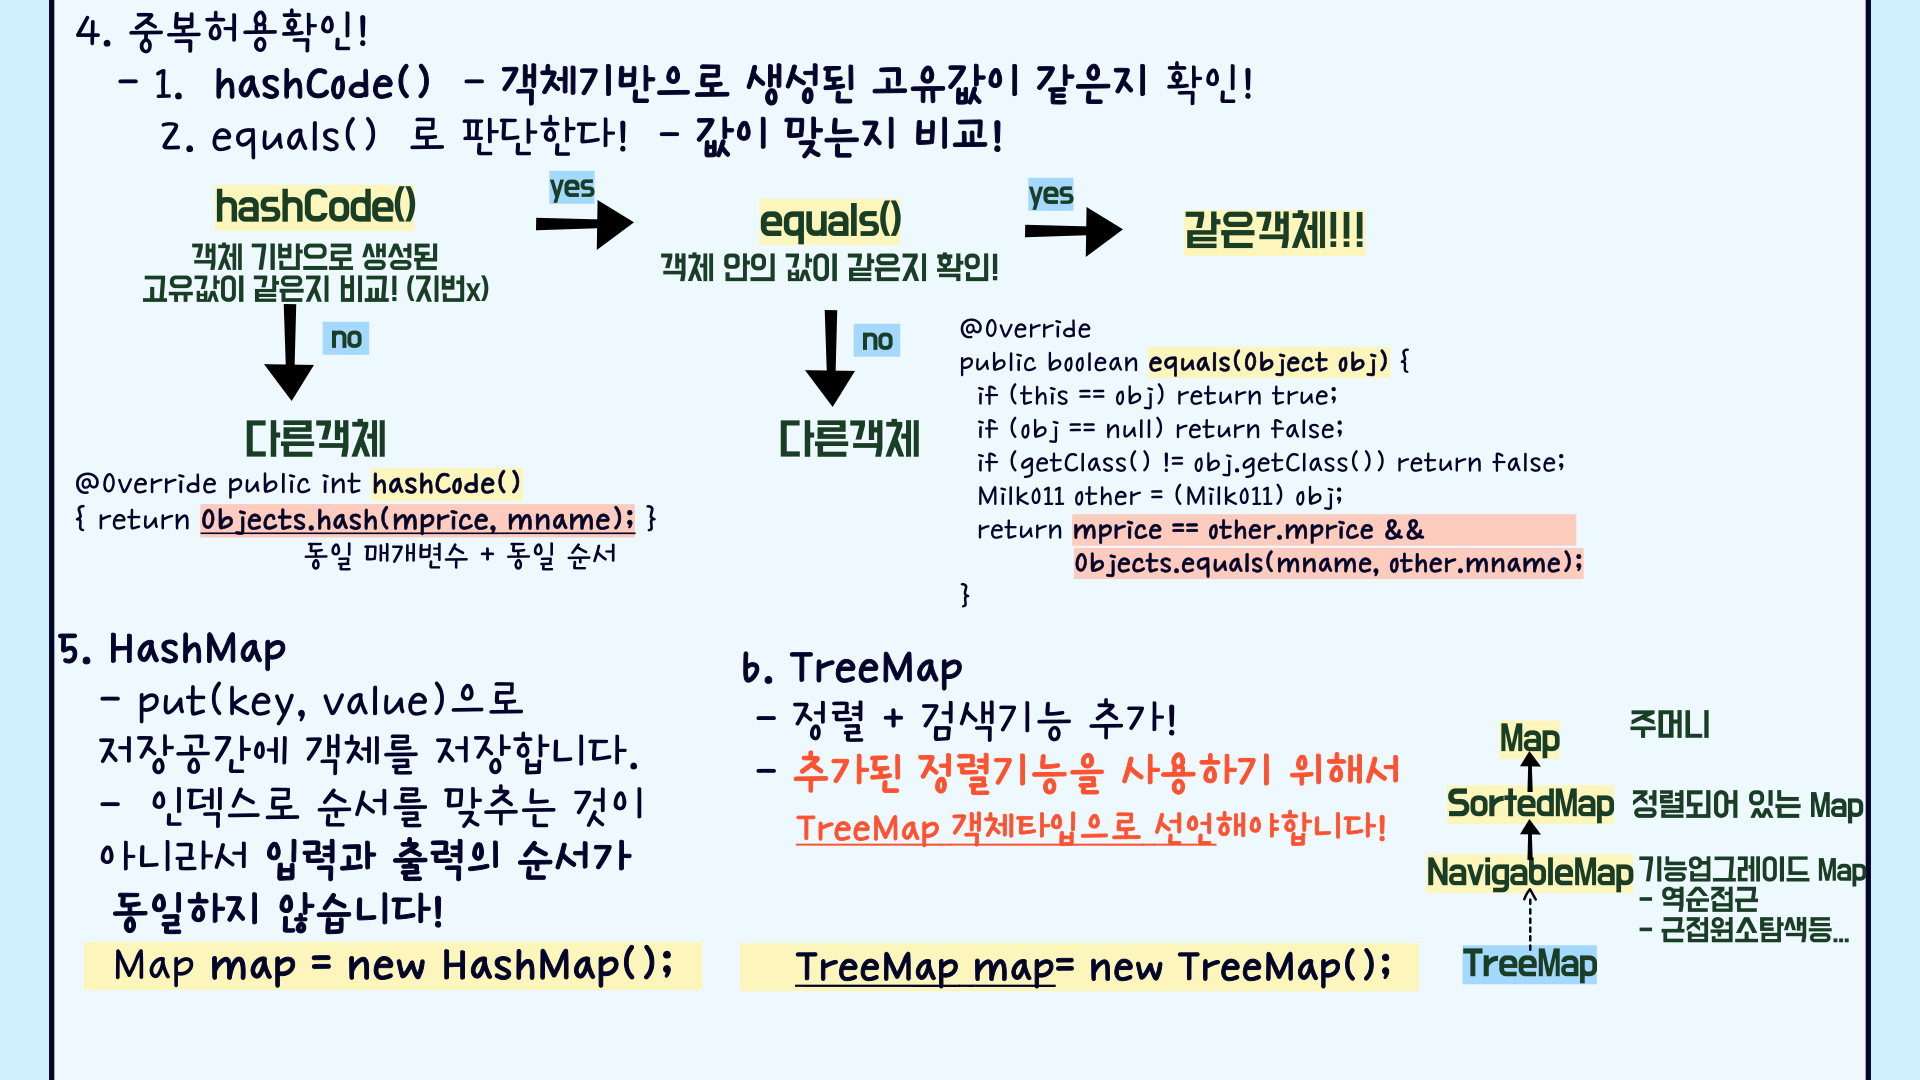 4. 중복허용확인!
- 1. hashCode() - 객체기반으로 생성된 고유값이 같은지 확인!
2. equals() 로 판단한다! - 값이 맞는지 비교!
hashCode()
객체 기반으로 생성된
고유값이 같은지 비교! (지번x)
yes
no
다른객체
equals()
객체 안의 값이 같은지 확인!
yes
no
다른객체
같은객체!!!
@Override public int hashCode()
{ return Objects.hash(mprice, mname); }
동일 매개변수 + 동일 순서
@Override
public boolean equals(Object obj) {
if (this == obj) return true;
if (obj == null) return false;
if (getClass() != obj.getClass()) return false;
Milk011 other = (Milk011) obj;
return mprice == other.mprice &&
Objects.equals(mname, other.mname);
}
5. HashMap
- put(key, value)으로
저장공간에 객체를 저장합니다.
- 인덱스로 순서를 맞추는 것이
아니라서 입력과 출력의 순서가
동일하지 않습니다!
Map map = new HashMap();
6. TreeMap
- 정렬 + 검색기능 추가!
- 추가된 정렬기능을 사용하기 위해서
TreeMap 객체타입으로 선언해야합니다!
TreeMap map= new TreeMap();
Map 주머니
SortedMap 정렬되어 있는 Map
NavigableMap 기능업그레이드 Map
- 역순접근
- 근접원소탐색등...
TreeMap